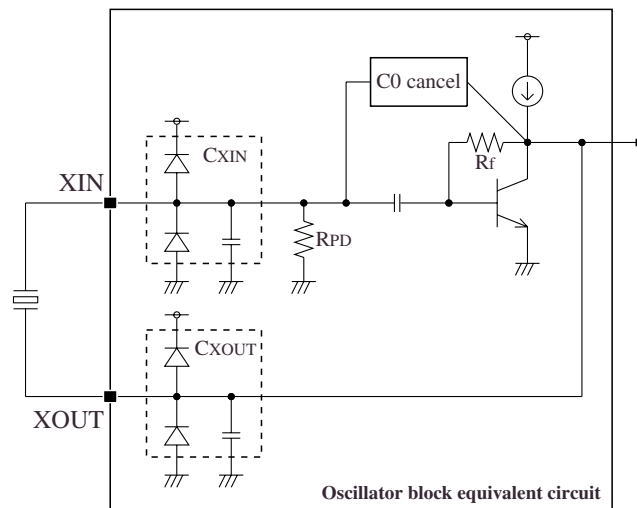 C0 cancel
CXIN
Rf
XIN
RPD
CXOUT
XOUT
Oscillator block equivalent circuit